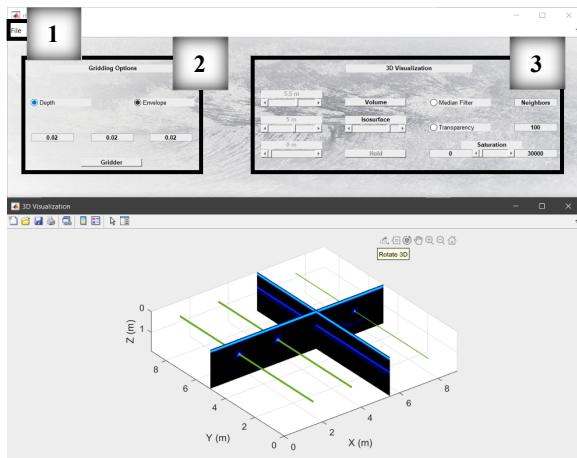 1
File
2
3
Gridding Options
Depth
Envelope
0.02
0.02
0.02
Gridder
3D Visualization
5.5 m
Volume
Median Filter
Neighbors
5 m
Isosurface
Transparency
100
0 m
Hold
Saturation
0
30000
3D Visualization
Rotate 3D
Z (m)
0
1
8
6
4
2
0
Y (m)
0
2
4
6
8
X (m)